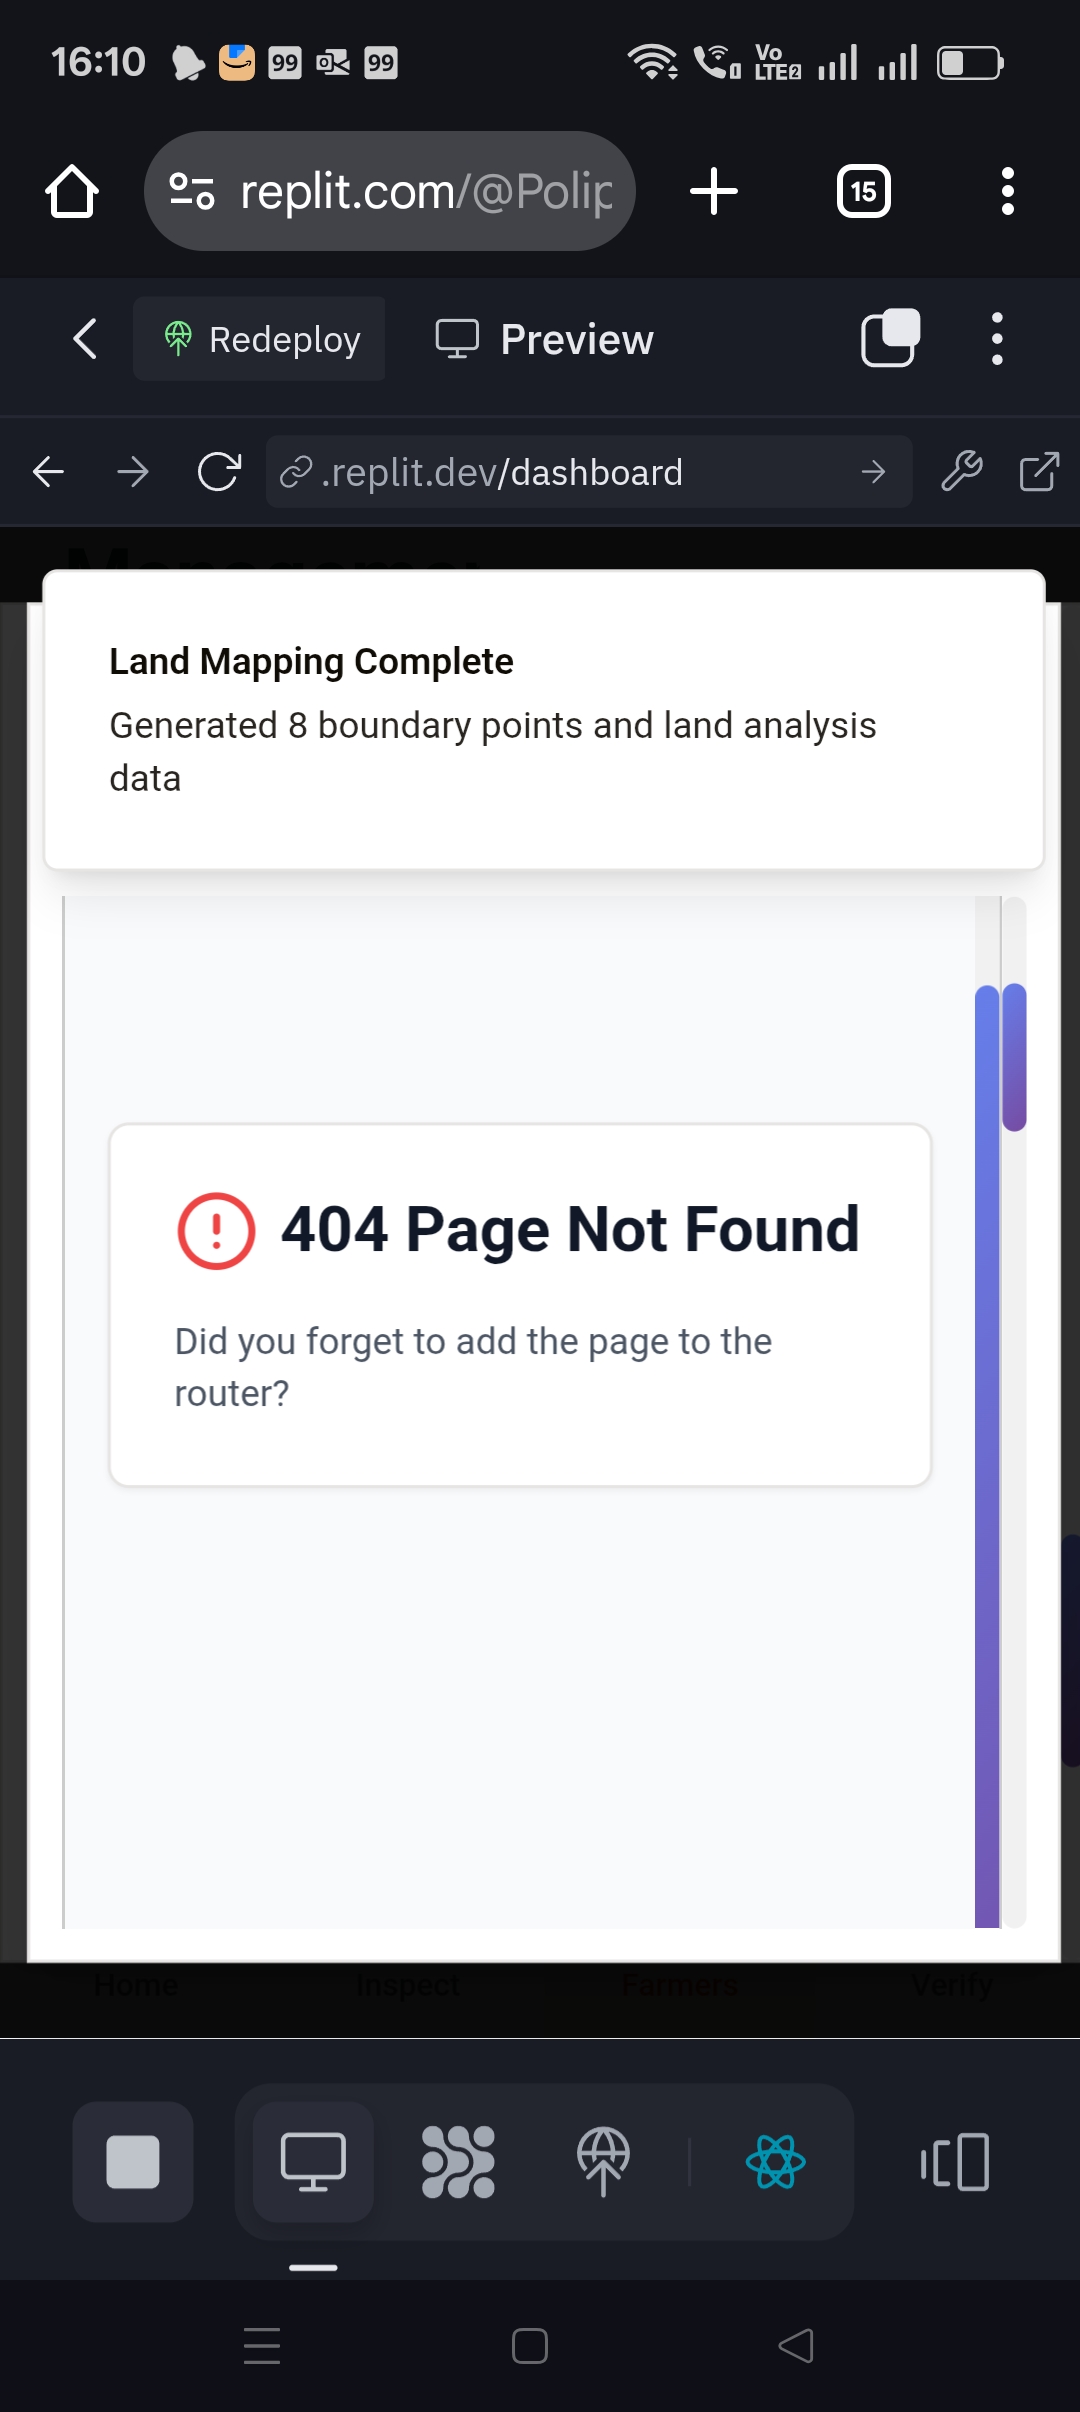 16:10
99
99
Vo
LTE2
replit.com/@Polip
15
Redeploy
Preview
.replit.dev/dashboard
Land Mapping Complete
Generated 8 boundary points and land analysis
data
404 Page Not Found
Did you forget to add the page to the
router?
Home
Inspect
Farmers
Verify